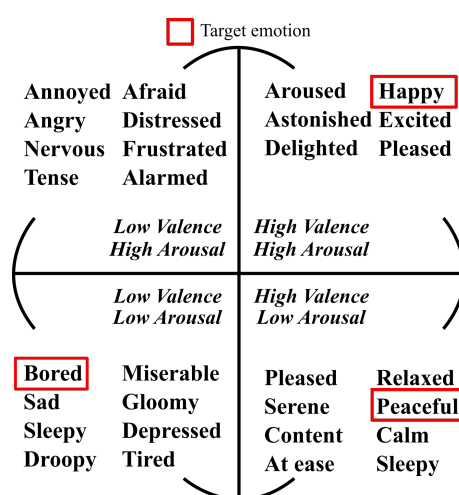 Target emotion
Annoyed Afraid
Angry Distressed
Nervous Frustrated
Tense Alarmed
Aroused Happy
Astonished Excited
Delighted Pleased
Low Valence
High Arousal
High Valence
High Arousal
Low Valence
Low Arousal
High Valence
Low Arousal
Bored Miserable
Sad Gloomy
Sleepy Depressed
Droopy Tired
Pleased Relaxed
Serene Peaceful
Content Calm
At ease Sleepy